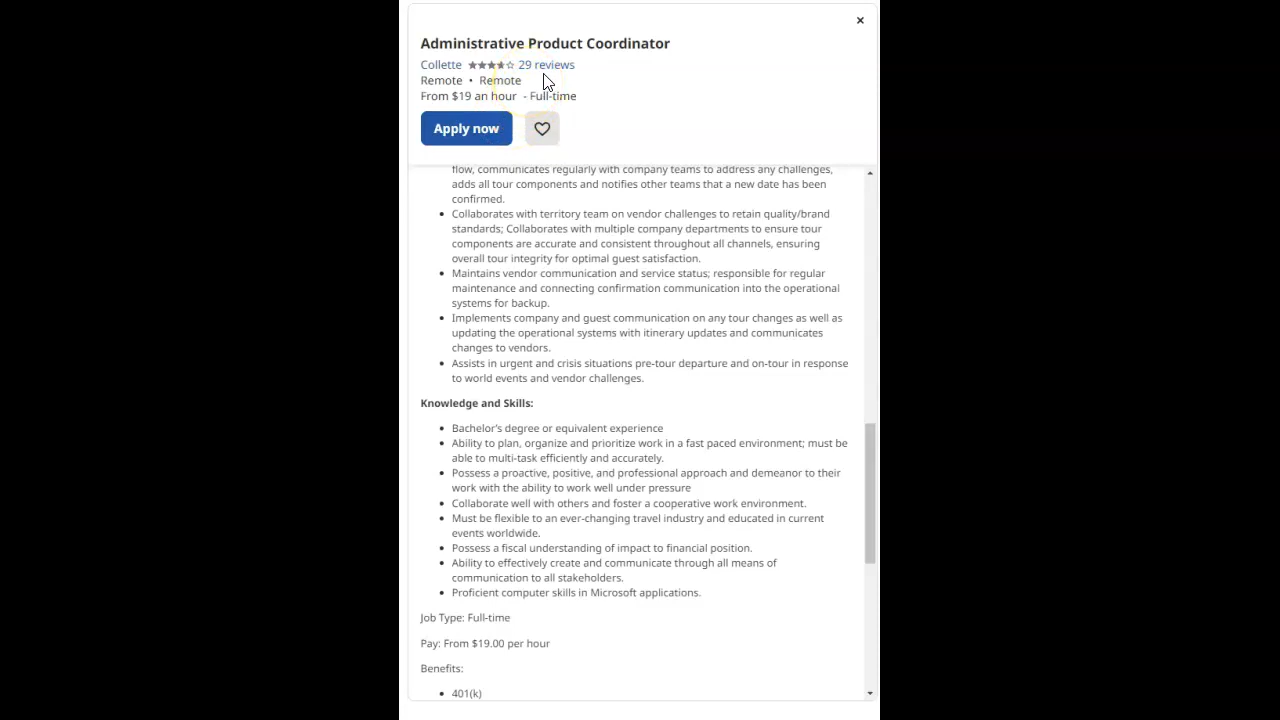 ×
Administrative Product Coordinator
Collette ★★★★☆ 29 reviews
Remote • Remote
From $19 an hour - Full-time
Apply now
flow, communicates regularly with company teams to address any challenges,
adds all tour components and notifies other teams that a new date has been
confirmed.
• Collaborates with territory team on vendor challenges to retain quality/brand
standards; Collaborates with multiple company departments to ensure tour
components are accurate and consistent throughout all channels, ensuring
overall tour integrity for optimal guest satisfaction.
• Maintains vendor communication and service status; responsible for regular
maintenance and connecting confirmation communication into the operational
systems for backup.
• Implements company and guest communication on any tour changes as well as
updating the operational systems with itinerary updates and communicates
changes to vendors.
• Assists in urgent and crisis situations pre-tour departure and on-tour in response
to world events and vendor challenges.
Knowledge and Skills:
• Bachelor’s degree or equivalent experience
• Ability to plan, organize and prioritize work in a fast paced environment; must be
able to multi-task efficiently and accurately.
• Possess a proactive, positive, and professional approach and demeanor to their
work with the ability to work well under pressure
• Collaborate well with others and foster a cooperative work environment.
• Must be flexible to an ever-changing travel industry and educated in current
events worldwide.
• Possess a fiscal understanding of impact to financial position.
• Ability to effectively create and communicate through all means of
communication to all stakeholders.
• Proficient computer skills in Microsoft applications.
Job Type: Full-time
Pay: From $19.00 per hour
Benefits:
• 401(k)